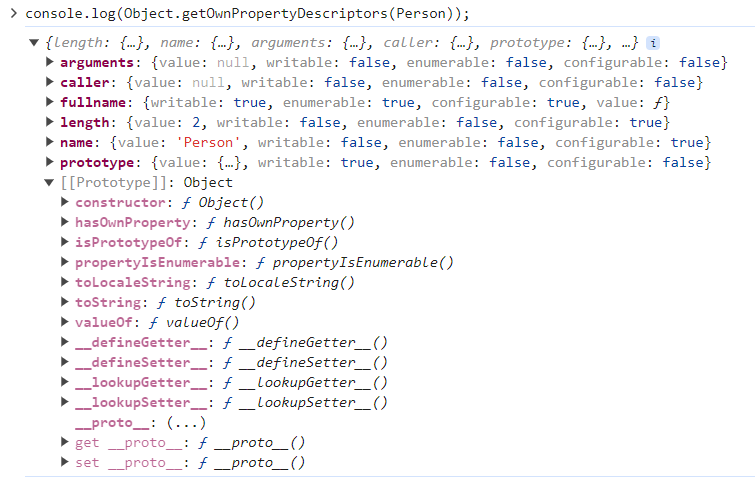 > console.log(Object.getOwnPropertyDescriptors(Person));
▼ {length: {…}, name: {…}, arguments: {…}, caller: {…}, prototype: {…}, …} i
▶ arguments: {value: null, writable: false, enumerable: false, configurable: false}
▶ caller: {value: null, writable: false, enumerable: false, configurable: false}
▶ fullname: {writable: true, enumerable: true, configurable: true, value: ƒ}
▶ length: {value: 2, writable: false, enumerable: false, configurable: true}
▶ name: {value: 'Person', writable: false, enumerable: false, configurable: true}
▶ prototype: {value: {…}, writable: true, enumerable: false, configurable: false}
▼ [[Prototype]]: Object
▶ constructor: ƒ Object()
▶ hasOwnProperty: ƒ hasOwnProperty()
▶ isPrototypeOf: ƒ isPrototypeOf()
▶ propertyIsEnumerable: ƒ propertyIsEnumerable()
▶ toLocaleString: ƒ toLocaleString()
▶ toString: ƒ toString()
▶ valueOf: ƒ valueOf()
▶ __defineGetter__: ƒ __defineGetter__()
▶ __defineSetter__: ƒ __defineSetter__()
▶ __lookupGetter__: ƒ __lookupGetter__()
▶ __lookupSetter__: ƒ __lookupSetter__()
__proto__: (...)
▶ get __proto__: ƒ __proto__()
▶ set __proto__: ƒ __proto__()